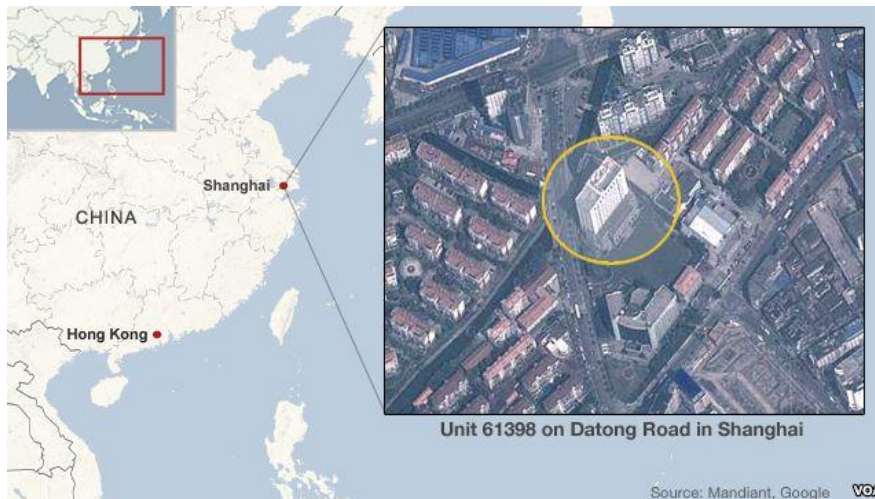 Shanghai
CHINA
Hong Kong
Unit 61398 on Datong Road in Shanghai
Source: Mandiant, Google
VOA